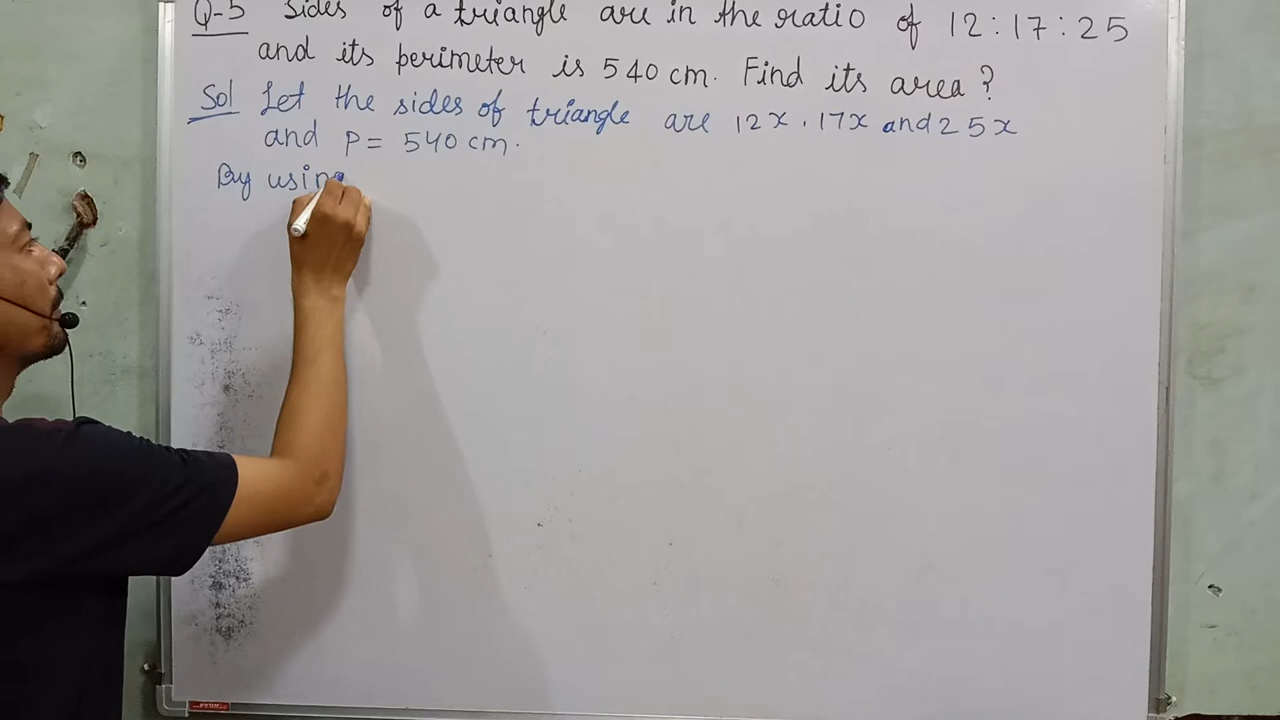 Q-5 Sides of a triangle are in the ratio of 12:17:25
and its perimeter is 540 cm. Find its area?
Sol Let the sides of triangle are 12x, 17x and 25x
and P = 540 cm.
By using